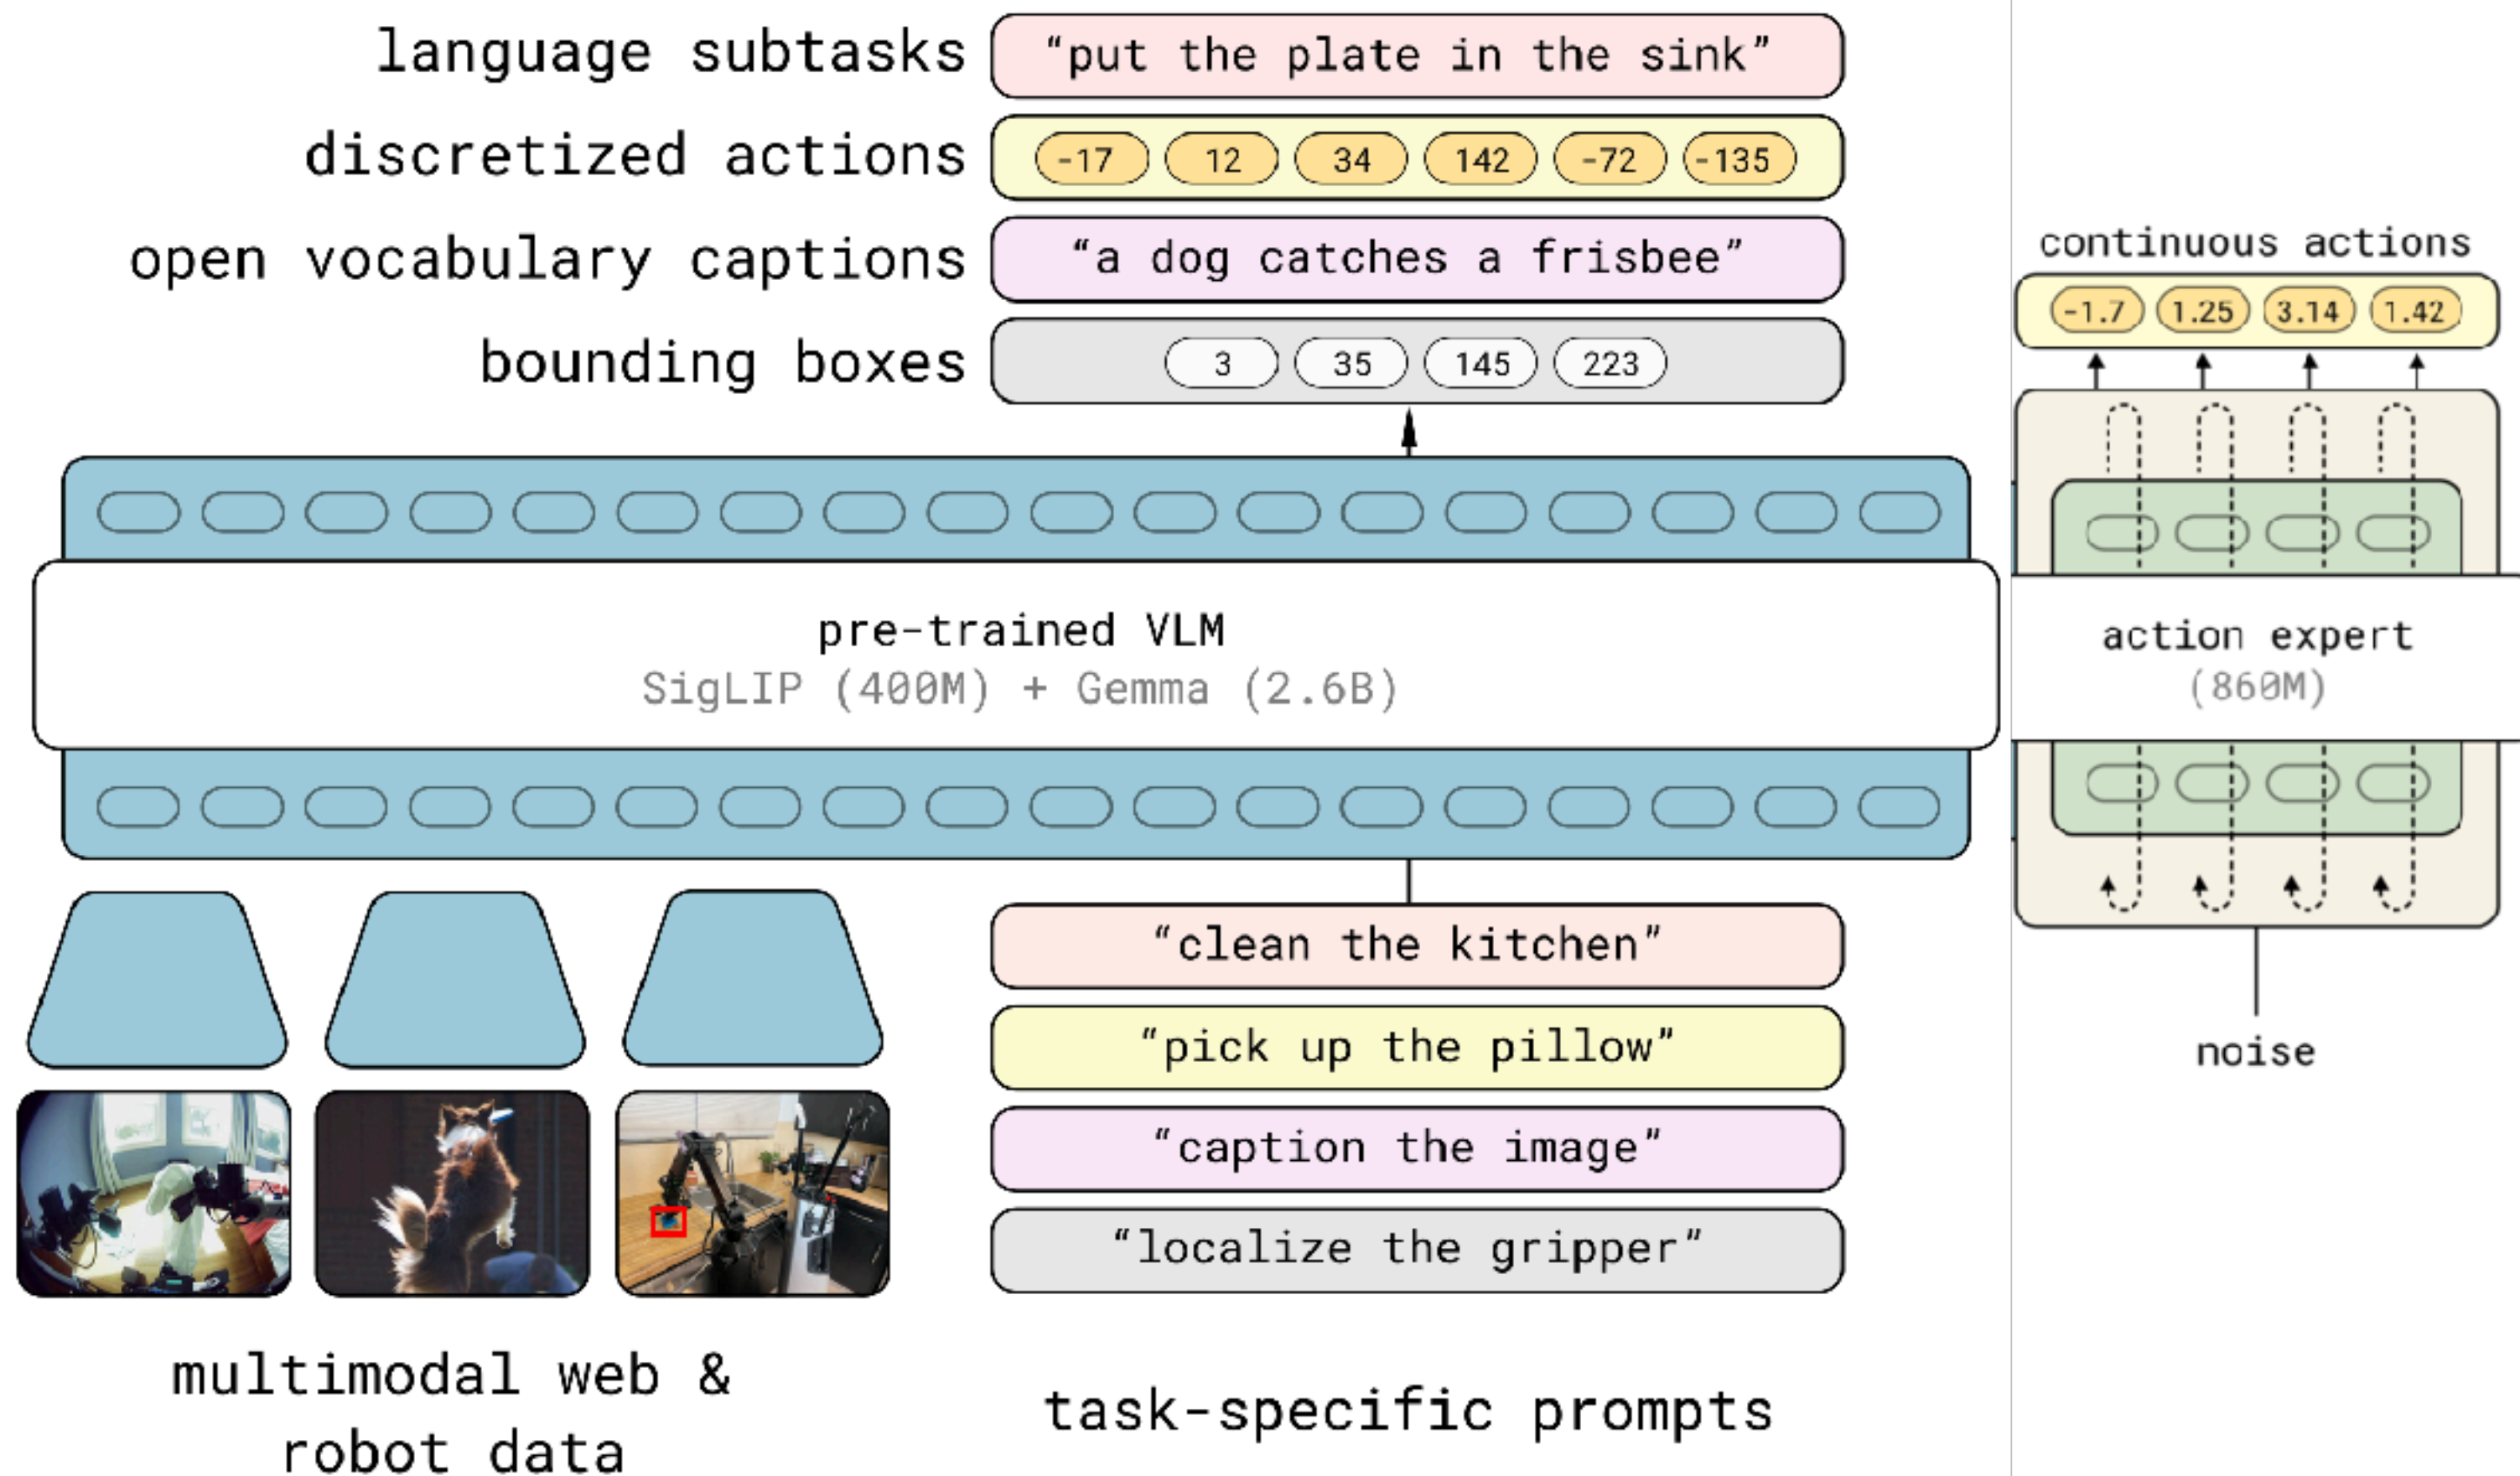 language subtasks
“put the plate in the sink”
discretized actions
-17 12 34 142 -72 -135
open vocabulary captions
“a dog catches a frisbee”
bounding boxes
3 35 145 223
pre-trained VLM
SigLIP (400M) + Gemma (2.6B)
“clean the kitchen”
“pick up the pillow”
“caption the image”
“localize the gripper”
multimodal web &
robot data
task-specific prompts
continuous actions
-1.7 1.25 3.14 1.42
action expert
(860M)
noise